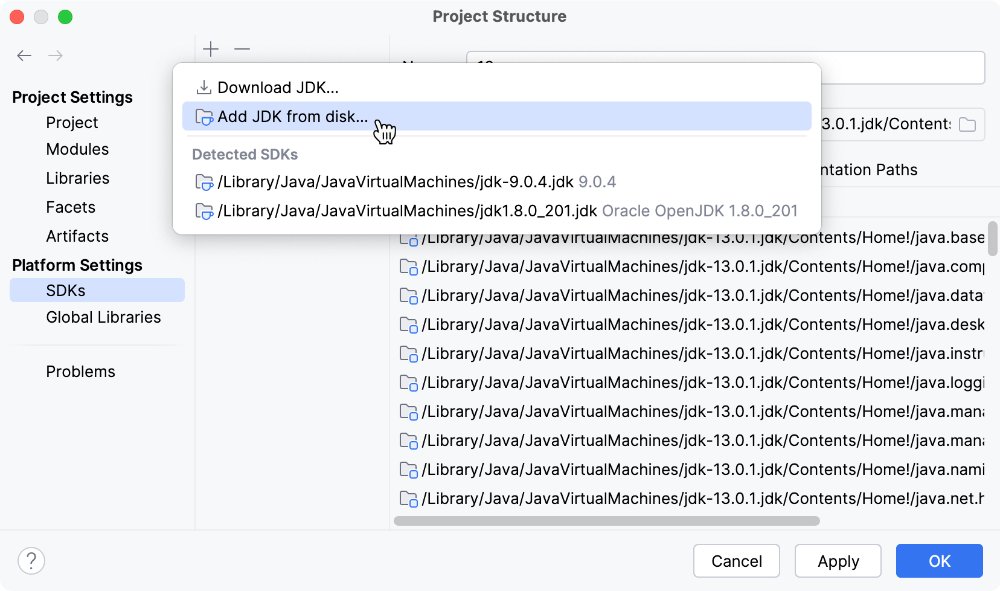 Project Structure
Project Settings
Project
Modules
Libraries
Facets
Artifacts
Platform Settings
SDKs
Global Libraries
Problems
Download JDK...
Add JDK from disk...
Detected SDKs
/Library/Java/JavaVirtualMachines/jdk-9.0.4.jdk 9.0.4
/Library/Java/JavaVirtualMachines/jdk1.8.0_201.jdk Oracle OpenJDK 1.8.0_201
3.0.1.jdk/Contents
ntation Paths
/Library/Java/JavaVirtualMachines/jdk-13.0.1.jdk/Contents/Home!/java.base
/Library/Java/JavaVirtualMachines/jdk-13.0.1.jdk/Contents/Home!/java.comp
/Library/Java/JavaVirtualMachines/jdk-13.0.1.jdk/Contents/Home!/java.data
/Library/Java/JavaVirtualMachines/jdk-13.0.1.jdk/Contents/Home!/java.desk
/Library/Java/JavaVirtualMachines/jdk-13.0.1.jdk/Contents/Home!/java.instr
/Library/Java/JavaVirtualMachines/jdk-13.0.1.jdk/Contents/Home!/java.loggi
/Library/Java/JavaVirtualMachines/jdk-13.0.1.jdk/Contents/Home!/java.mana
/Library/Java/JavaVirtualMachines/jdk-13.0.1.jdk/Contents/Home!/java.mana
/Library/Java/JavaVirtualMachines/jdk-13.0.1.jdk/Contents/Home!/java.nami
/Library/Java/JavaVirtualMachines/jdk-13.0.1.jdk/Contents/Home!/java.net.h
?
Cancel
Apply
OK